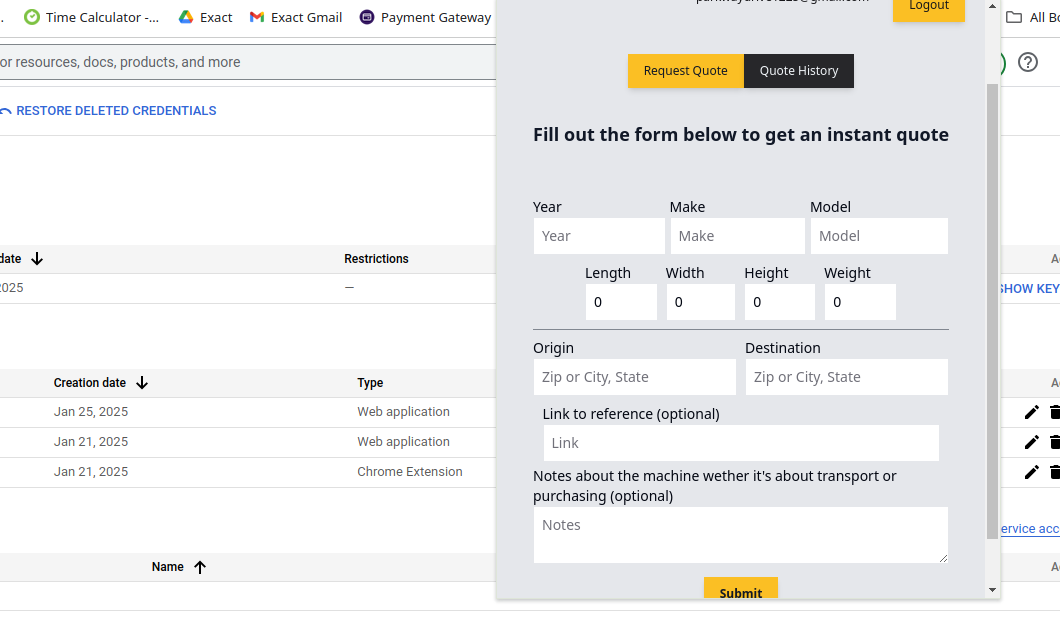 Time Calculator -... Exact Exact Gmail Payment Gateway All
or resources, docs, products, and more
Logout
Request Quote Quote History
RESTORE DELETED CREDENTIALS
Fill out the form below to get an instant quote
Year Make Model
Year Make Model
date Restrictions
2025 —
SHOW KEY
Length Width Height Weight
0 0 0 0
Origin Destination
Zip or City, State Zip or City, State
Creation date Type
Jan 25, 2025 Web application
Jan 21, 2025 Web application
Jan 21, 2025 Chrome Extension
Link to reference (optional)
Link
Notes about the machine wether it's about transport or
purchasing (optional)
Notes
ervice acc
Name
Submit